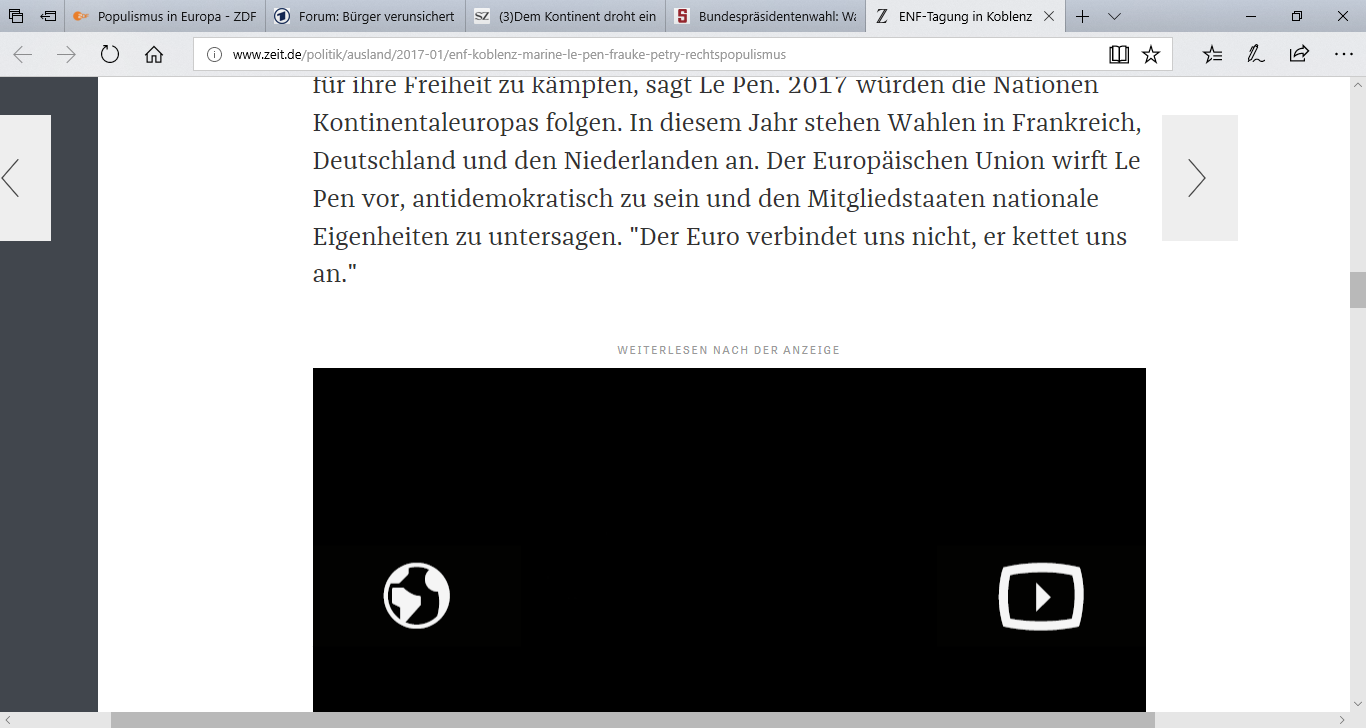 Populismus in Europa - ZDF
Forum: Bürger verunsichert
SZ
(3)Dem Kontinent droht ein
S
Bundespräsidentenwahl: Wa
Z
ENF-Tagung in Koblenz
www.zeit.de/politik/ausland/2017-01/enf-koblenz-marine-le-pen-frauke-petry-rechtspopulismus
für ihre Freiheit zu kämpfen, sagt Le Pen. 2017 würden die Nationen
Kontinentaleuropas folgen. In diesem Jahr stehen Wahlen in Frankreich,
Deutschland und den Niederlanden an. Der Europäischen Union wirft Le
Pen vor, antidemokratisch zu sein und den Mitgliedstaaten nationale
Eigenheiten zu untersagen. "Der Euro verbindet uns nicht, er kettet uns
an."
WEITERLESEN NACH DER ANZEIGE